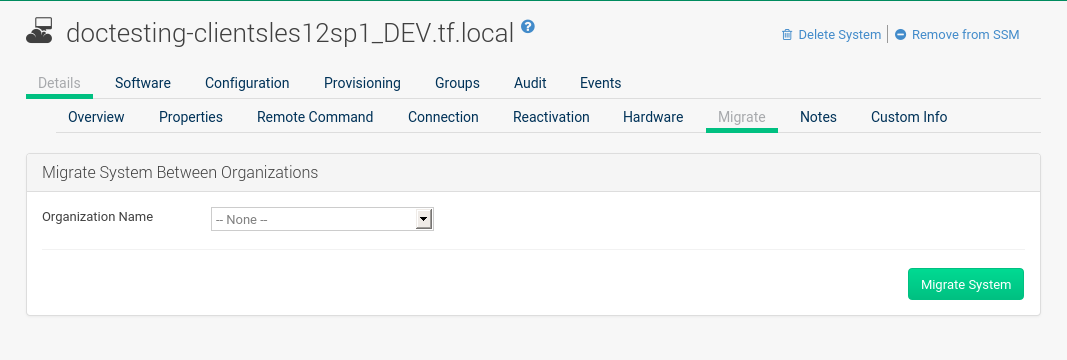 doctesting-clientsles12sp1_DEV.tf.local ?
Delete System | Remove from SSM
Details Software Configuration Provisioning Groups Audit Events
Overview Properties Remote Command Connection Reactivation Hardware Migrate Notes Custom Info
Migrate System Between Organizations
Organization Name -- None --
Migrate System